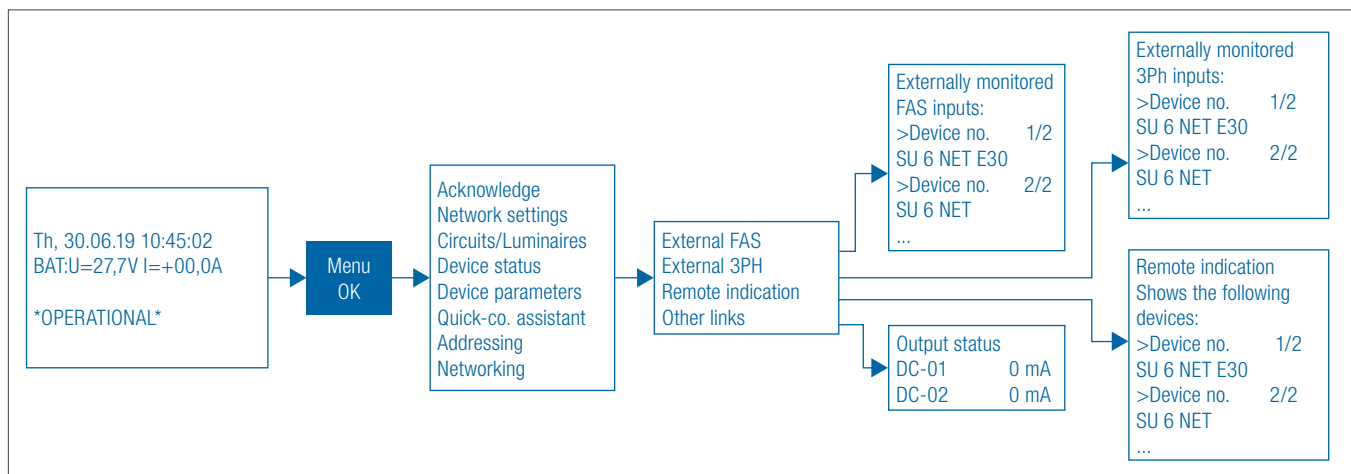 Th, 30.06.19 10:45:02
BAT:U=27,7V I=+00,0A
*OPERATIONAL*
Menu
OK
Acknowledge
Network settings
Circuits/Luminaires
Device status
Device parameters
Quick-co. assistant
Addressing
Networking
External FAS
External 3PH
Remote indication
Other links
Externally monitored
FAS inputs:
>Device no. 1/2
SU 6 NET E30
>Device no. 2/2
SU 6 NET
...
Output status
DC-01 0 mA
DC-02 0 mA
Externally monitored
3Ph inputs:
>Device no. 1/2
SU 6 NET E30
>Device no. 2/2
SU 6 NET
...
Remote indication
Shows the following
devices:
>Device no. 1/2
SU 6 NET E30
>Device no. 2/2
SU 6 NET
...